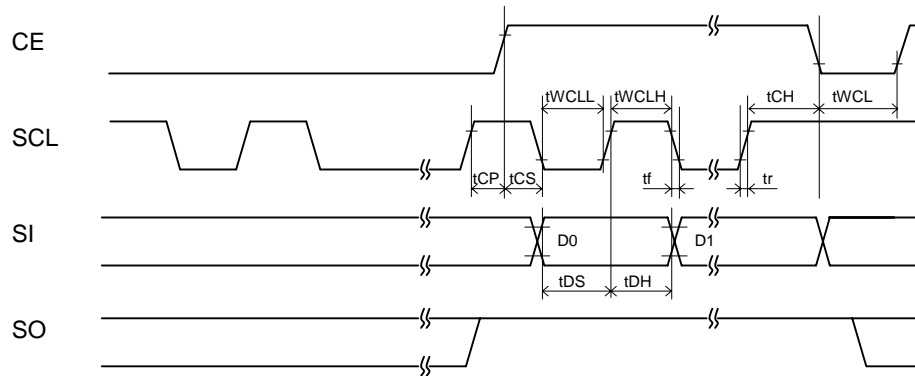 CE
tWCLL tWCLH tCH tWCL
SCL
tCP tCS tf tr
SI D0 D1
tDS tDH
SO